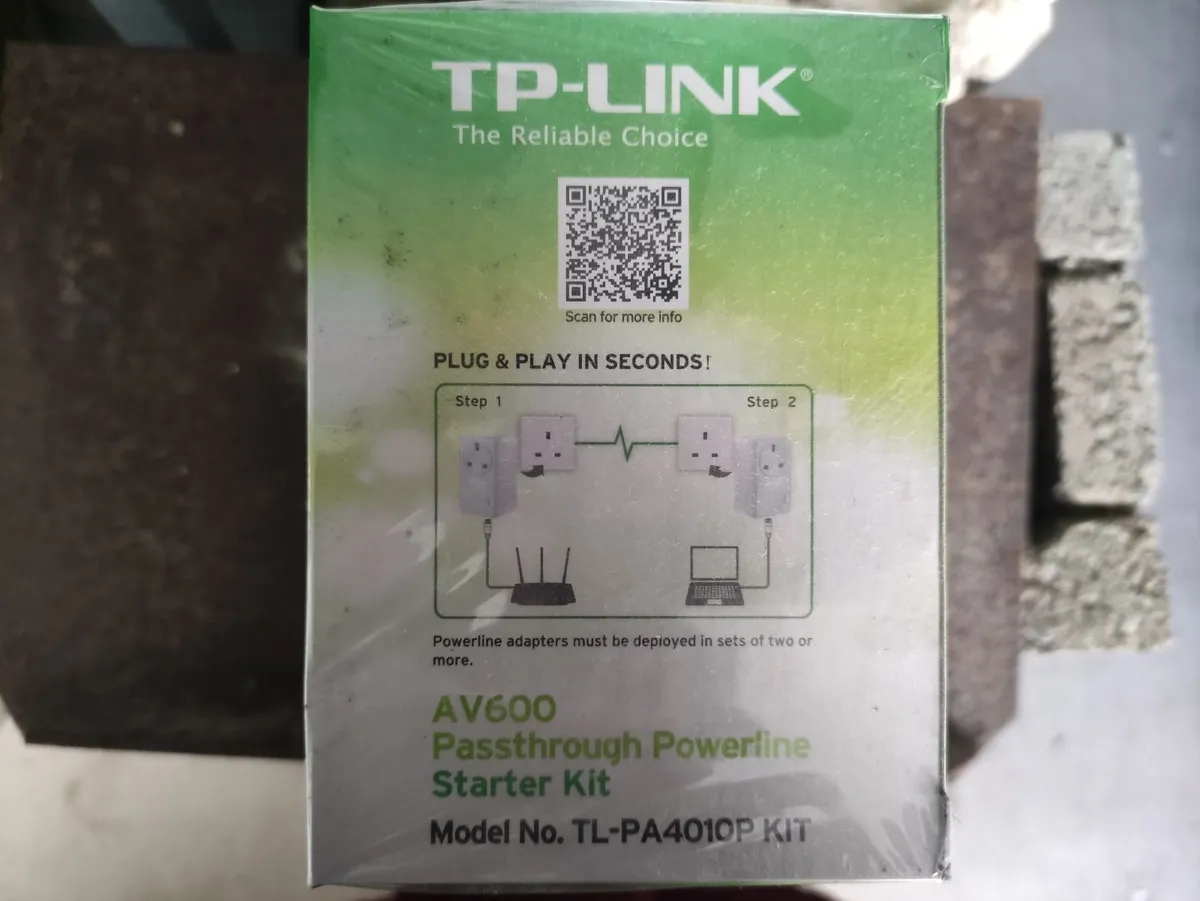 TP-LINK®
The Reliable Choice
Scan for more info
PLUG & PLAY IN SECONDS!
Step 1
Step 2
Powerline adapters must be deployed in sets of two or
more.
AV600
Passthrough Powerline
Starter Kit
Model No. TL-PA4010P KIT